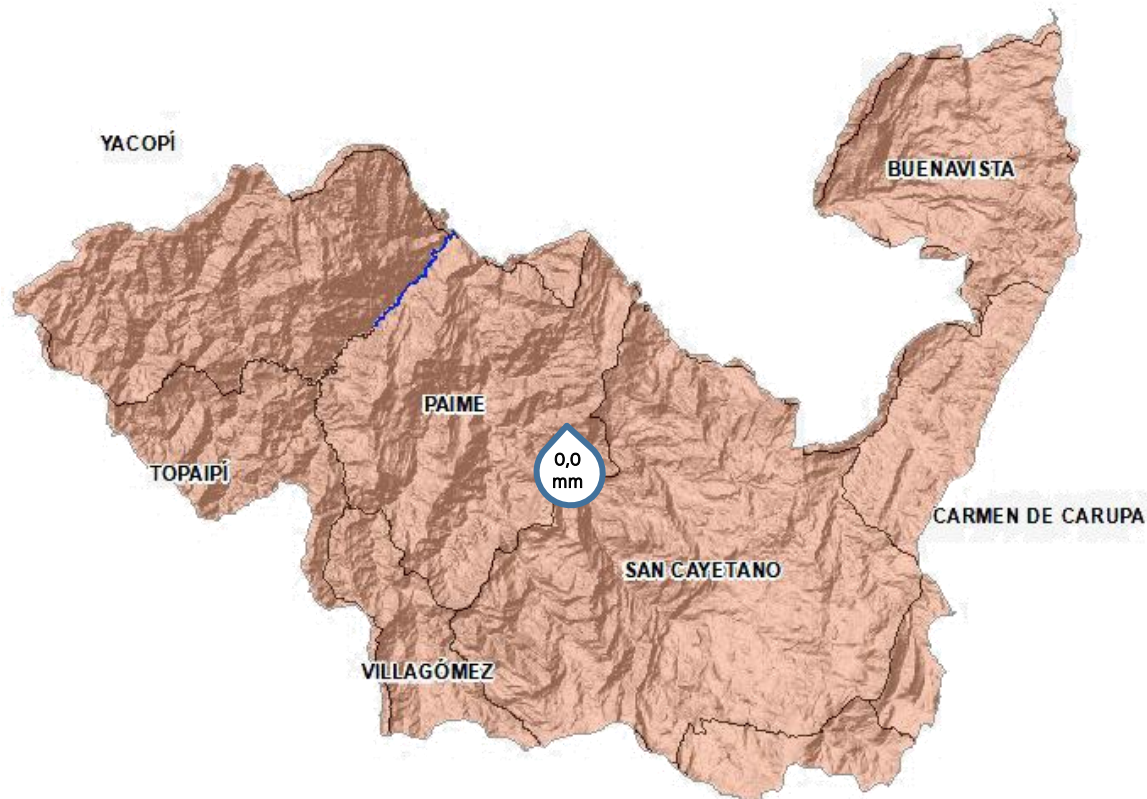 YACOPÍ
BUENAVISTA
PAIME
0,0
mm
TOPAIPÍ
CARMEN DE CARUPA
SAN CAYETANO
VILLAGÓMEZ